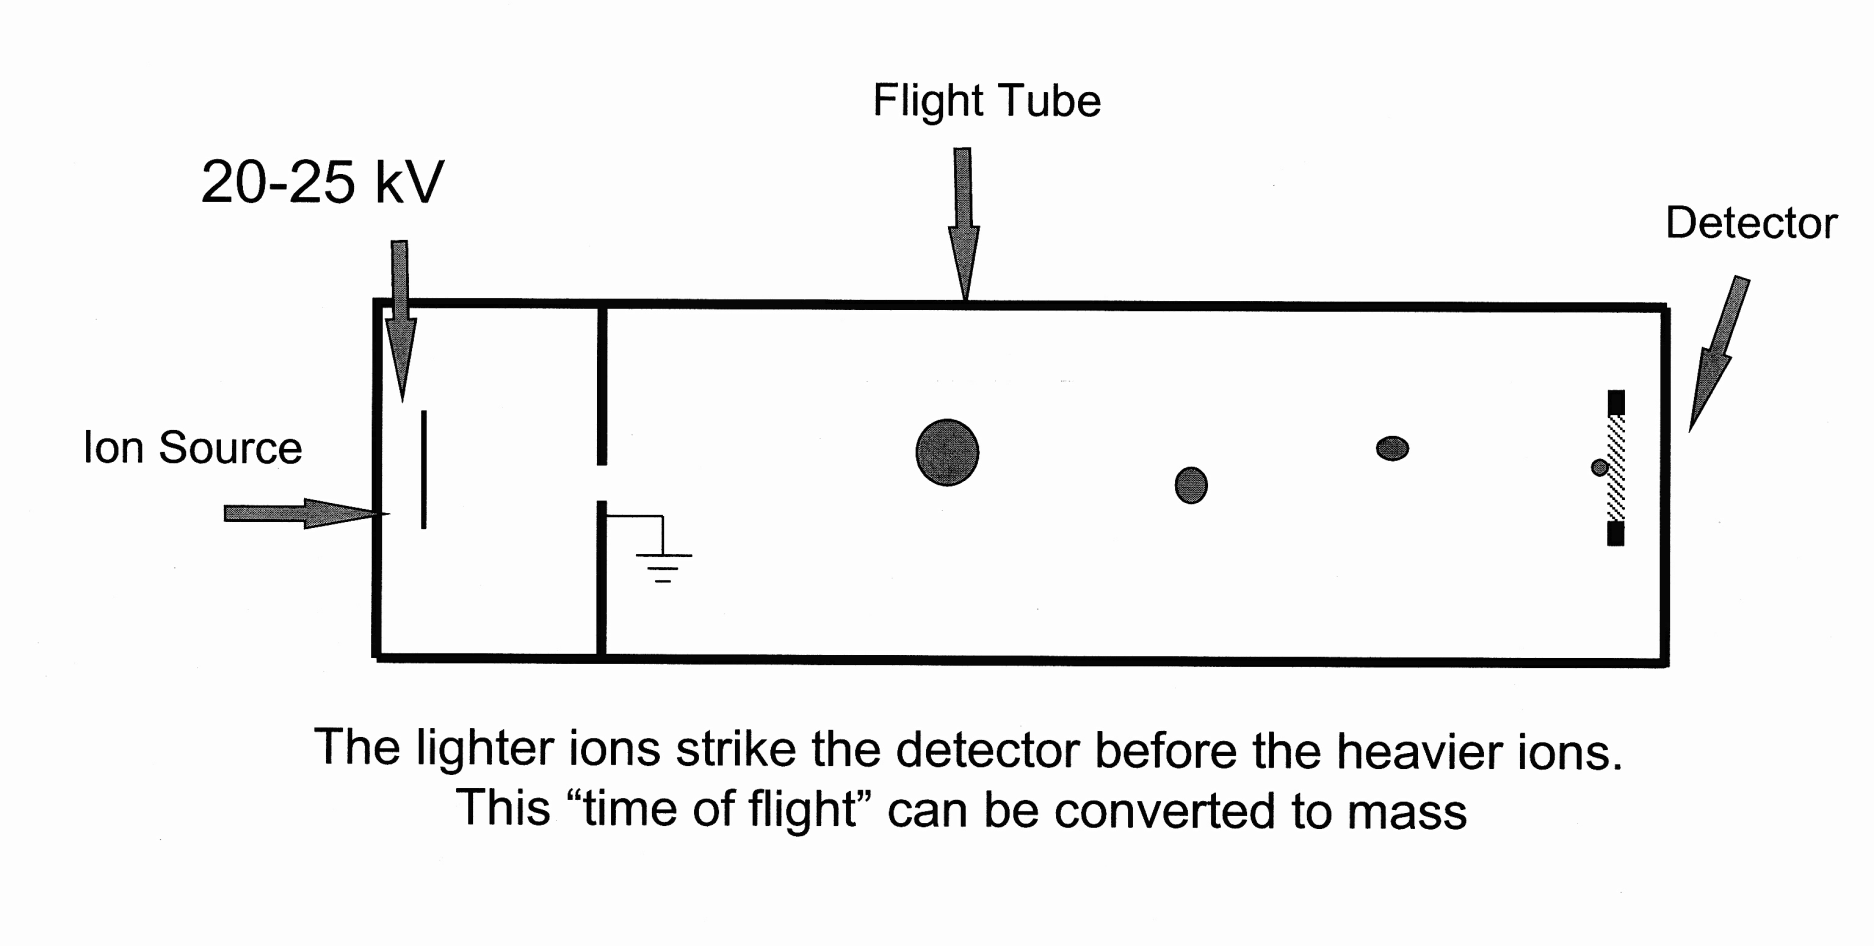 Flight Tube
20-25 kV
Detector
Ion Source
The lighter ions strike the detector before the heavier ions.
This “time of flight” can be converted to mass